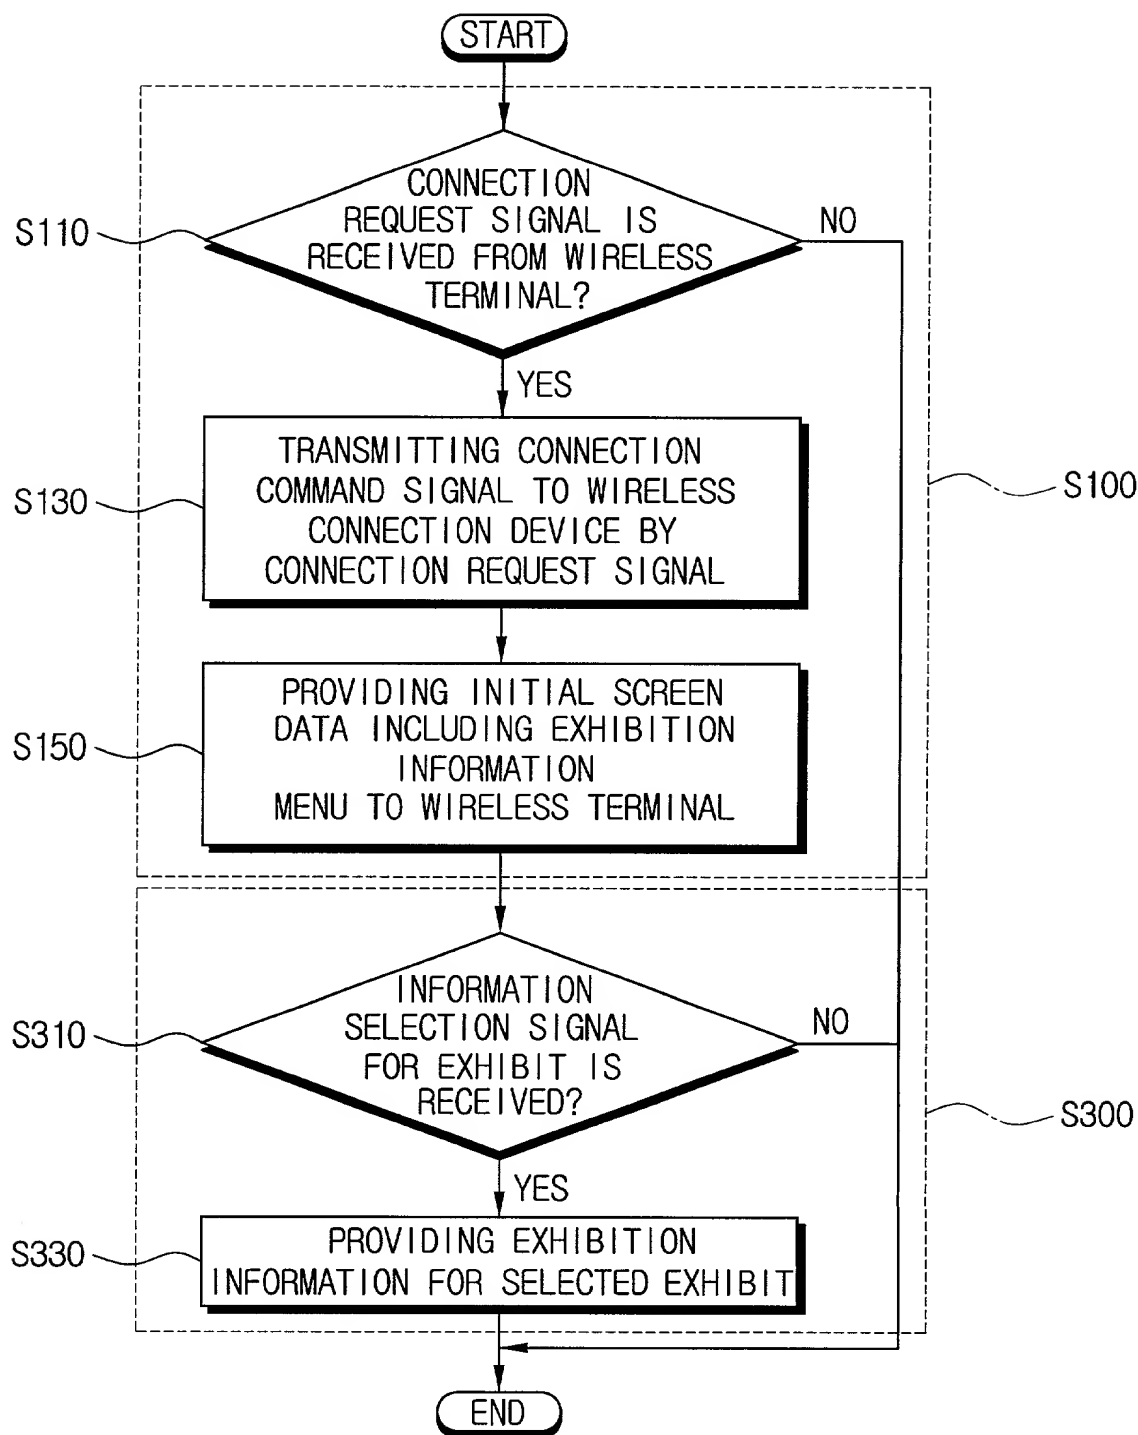 START
CONNECTION
REQUEST SIGNAL IS
RECEIVED FROM WIRELESS
TERMINAL?
S110
NO
YES
TRANSMITTING CONNECTION
COMMAND SIGNAL TO WIRELESS
CONNECTION DEVICE BY
CONNECTION REQUEST SIGNAL
S130
S100
PROVIDING INITIAL SCREEN
DATA INCLUDING EXHIBITION
INFORMATION
MENU TO WIRELESS TERMINAL
S150
INFORMATION
SELECTION SIGNAL
FOR EXHIBIT IS
RECEIVED?
S310
NO
S300
YES
PROVIDING EXHIBITION
INFORMATION FOR SELECTED EXHIBIT
S330
END